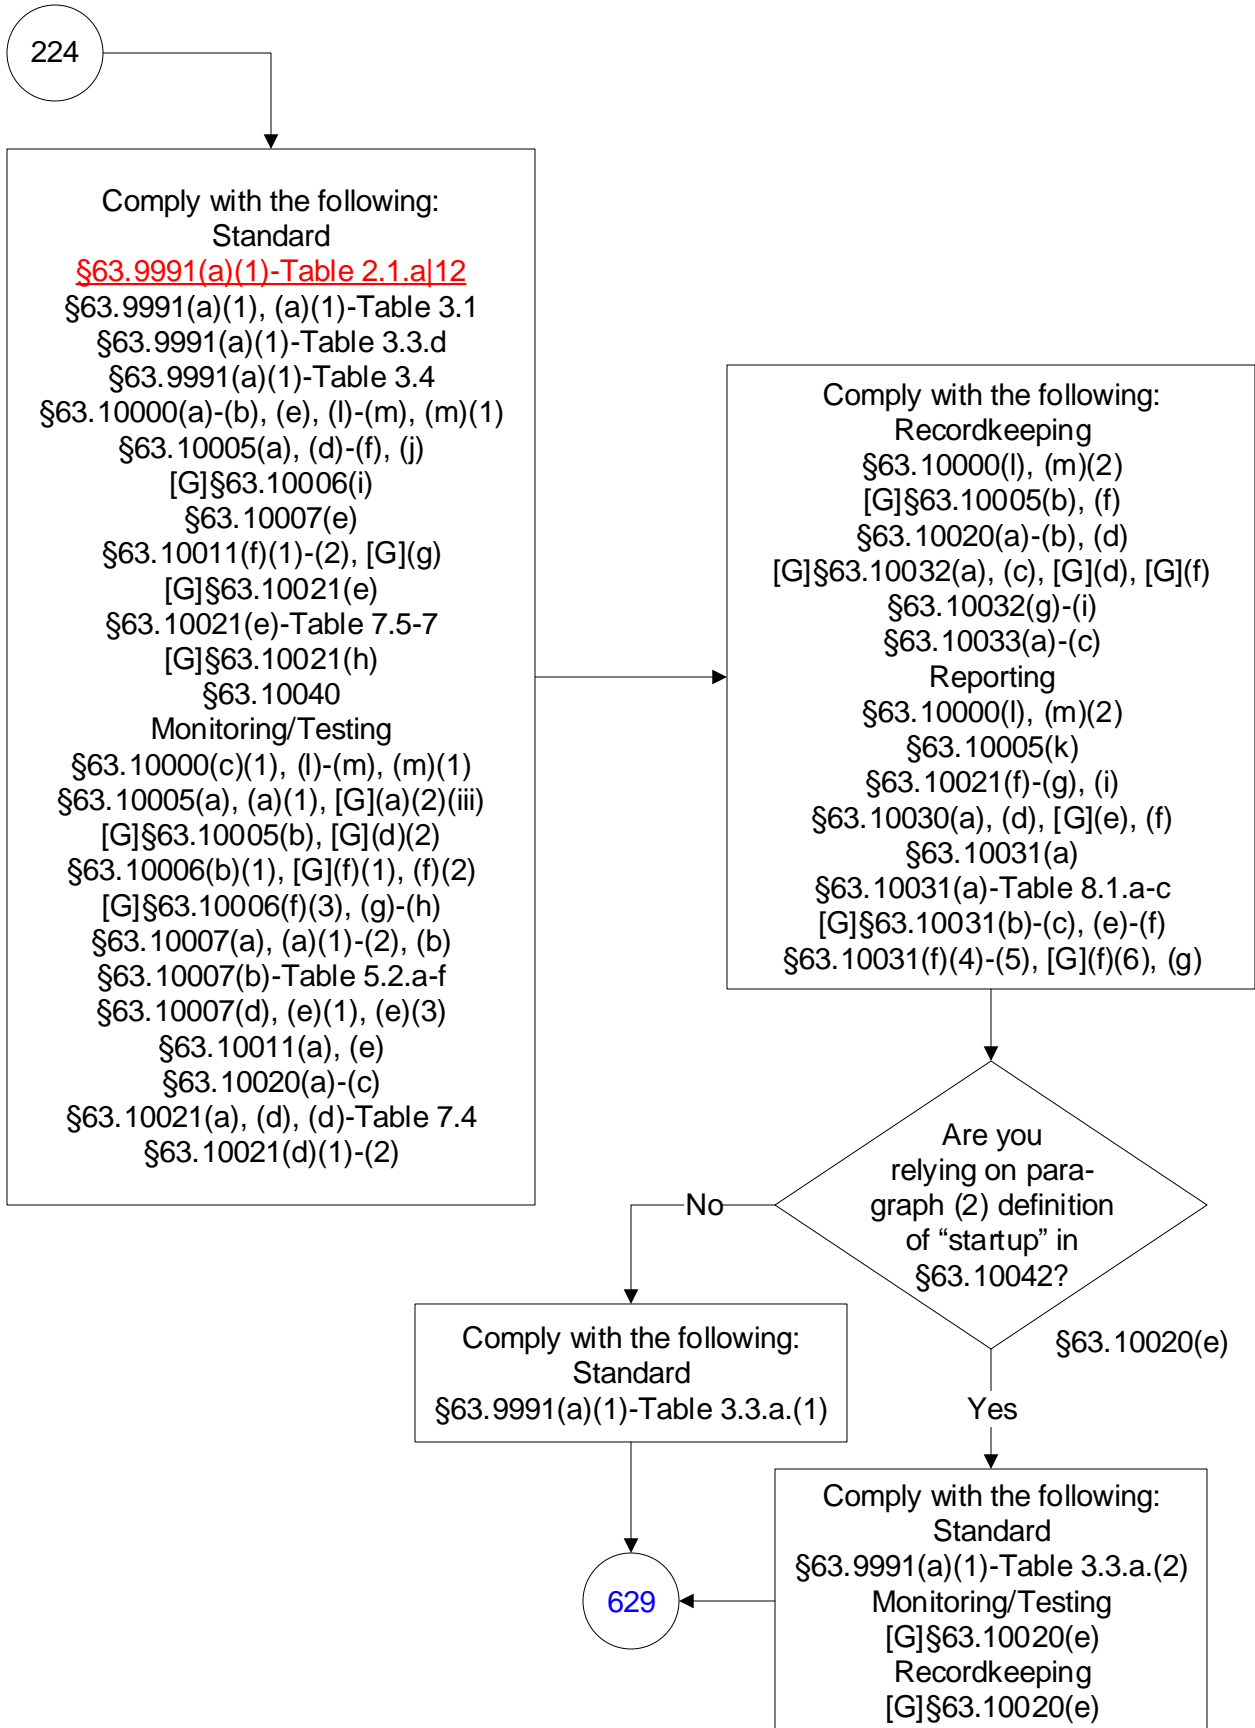 224
Comply with the following:
Standard
§63.9991(a)(1)-Table 2.1.a|12
§63.9991(a)(1), (a)(1)-Table 3.1
§63.9991(a)(1)-Table 3.3.d
§63.9991(a)(1)-Table 3.4
§63.10000(a)-(b), (e), (l)-(m), (m)(1)
§63.10005(a), (d)-(f), (j)
[G]§63.10006(i)
§63.10007(e)
§63.10011(f)(1)-(2), [G](g)
[G]§63.10021(e)
§63.10021(e)-Table 7.5-7
[G]§63.10021(h)
§63.10040
Monitoring/Testing
§63.10000(c)(1), (l)-(m), (m)(1)
§63.10005(a), (a)(1), [G](a)(2)(iii)
[G]§63.10005(b), [G](d)(2)
§63.10006(b)(1), [G](f)(1), (f)(2)
[G]§63.10006(f)(3), (g)-(h)
§63.10007(a), (a)(1)-(2), (b)
§63.10007(b)-Table 5.2.a-f
§63.10007(d), (e)(1), (e)(3)
§63.10011(a), (e)
§63.10020(a)-(c)
§63.10021(a), (d), (d)-Table 7.4
§63.10021(d)(1)-(2)
Comply with the following:
Recordkeeping
§63.10000(l), (m)(2)
[G]§63.10005(b), (f)
§63.10020(a)-(b), (d)
[G]§63.10032(a), (c), [G](d), [G](f)
§63.10032(g)-(i)
§63.10033(a)-(c)
Reporting
§63.10000(l), (m)(2)
§63.10005(k)
§63.10021(f)-(g), (i)
§63.10030(a), (d), [G](e), (f)
§63.10031(a)
§63.10031(a)-Table 8.1.a-c
[G]§63.10031(b)-(c), (e)-(f)
§63.10031(f)(4)-(5), [G](f)(6), (g)
Are you
relying on para-
graph (2) definition
of “startup” in
§63.10042?
§63.10020(e)
No
Comply with the following:
Standard
§63.9991(a)(1)-Table 3.3.a.(1)
Yes
Comply with the following:
Standard
§63.9991(a)(1)-Table 3.3.a.(2)
Monitoring/Testing
[G]§63.10020(e)
Recordkeeping
[G]§63.10020(e)
629